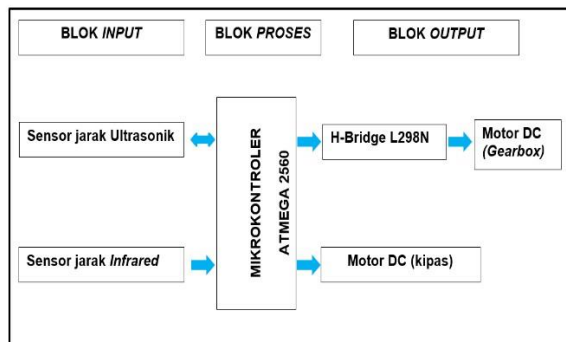 BLOK INPUT
BLOK PROSES
BLOK OUTPUT
Sensor jarak Ultrasonik
Sensor jarak Infrared
MIKROKONTROLER
ATMEGA 2560
H-Bridge L298N
Motor DC
(Gearbox)
Motor DC (kipas)